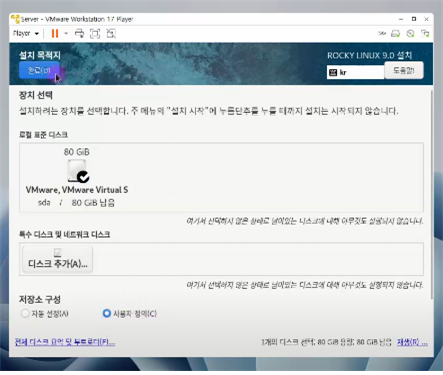 Server - VMware Workstation 17 Player
Player
설치 목적지
ROCKY LINUX 9.0 설치
완료(D)
kr
도움말!
장치 선택
설치하려는 장치를 선택합니다. 주 메뉴의 "설치 시작"에 누름단추를 누를 때까지 설치는 시작되지 않습니다.
로컬 표준 디스크
80 GiB
VMware, VMware Virtual S
sda / 80 GiB 남음
여기서 선택하지 않은 상태로 남아있는 디스크에 대해 아무것도 실행되지 않습니다.
특수 디스크 및 네트워크 디스크
디스크 추가(A)...
여기서 선택하지 않은 상태로 남아있는 디스크에 대해 아무것도 실행되지 않습니다.
저장소 구성
자동 설정(A)
사용자 정의(C)
전체 디스크 요약 및 부트로더(F)...
1개의 디스크 선택; 80 GiB 용량; 80 GiB 남음
재생(R) ...